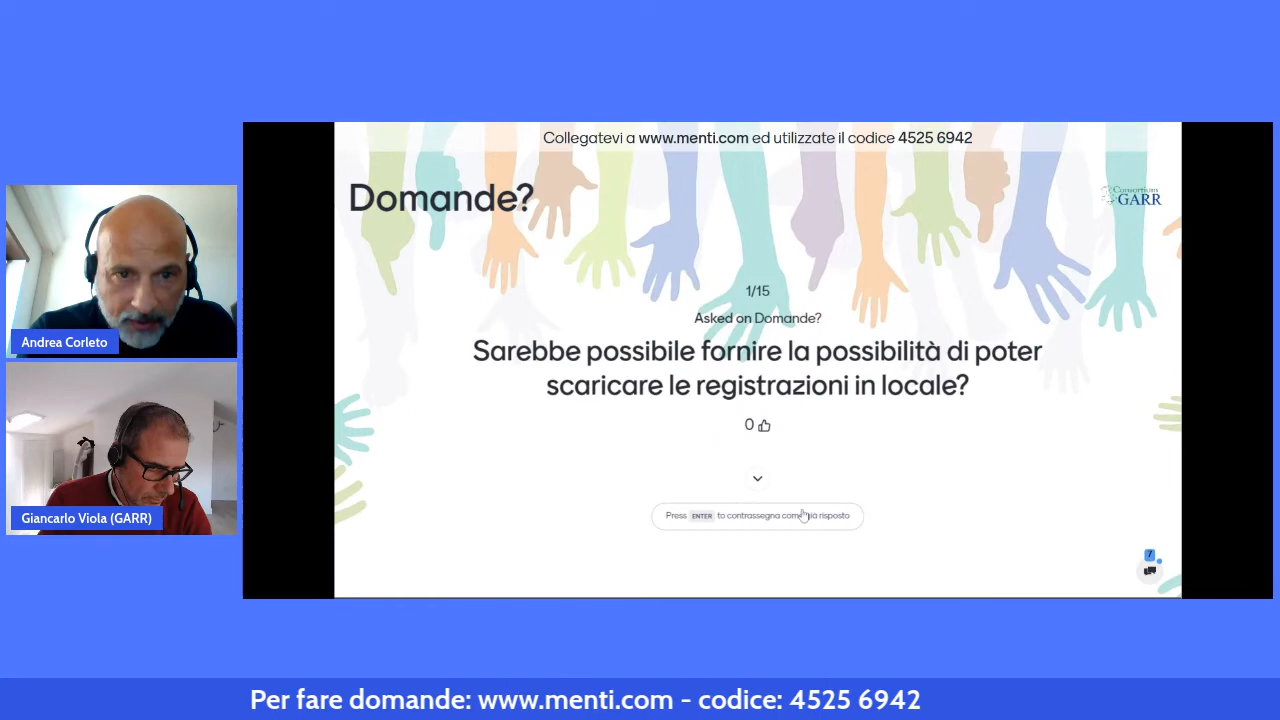 Collegatevi a www.menti.com ed utilizzate il codice 4525 6942
Domande?
Consortium
GARR
1/15
Asked on Domande?
Sarebbe possibile fornire la possibilità di poter
scaricare le registrazioni in locale?
0
Press ENTER to contrassegna come già risposto
7
Andrea Corleto
Giancarlo Viola (GARR)
Per fare domande: www.menti.com - codice: 4525 6942